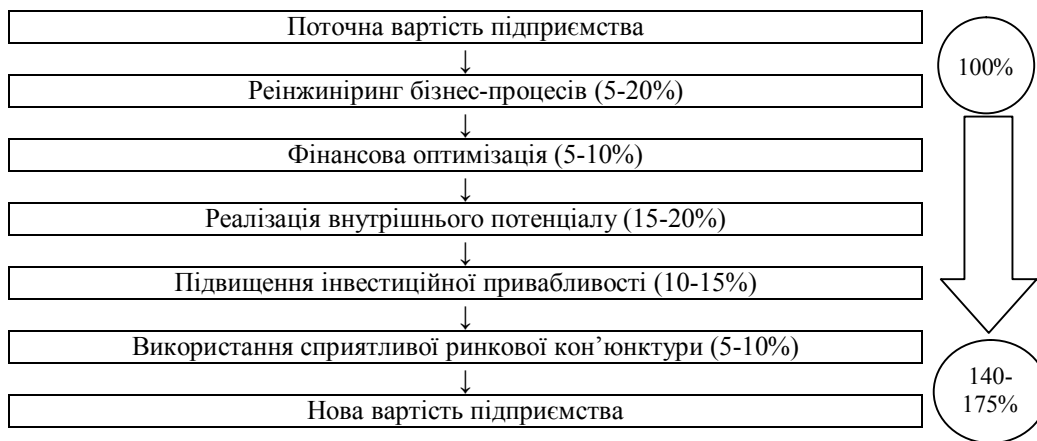 Поточна вартість підприємства
↓
Реінжиніринг бізнес-процесів (5-20%)
↓
Фінансова оптимізація (5-10%)
↓
Реалізація внутрішнього потенціалу (15-20%)
↓
Підвищення інвестиційної привабливості (10-15%)
↓
Використання сприятливої ринкової кон’юнктури (5-10%)
↓
Нова вартість підприємства
100%
140-
175%